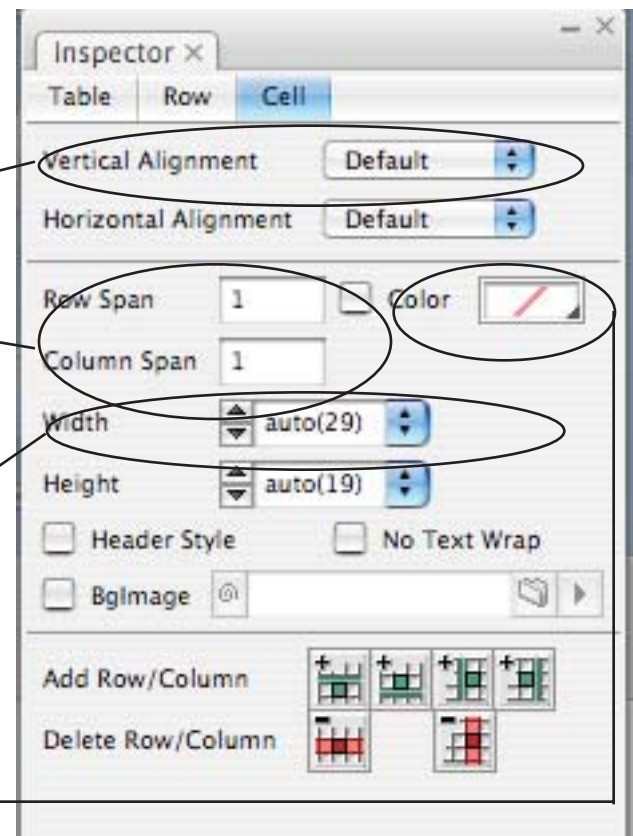 Inspector ×
Table Row Cell
Vertical Alignment Default
Horizontal Alignment Default
Row Span 1 Color
Column Span 1
Width auto(29)
Height auto(19)
Header Style No Text Wrap
BgImage
Add Row/Column
Delete Row/Column